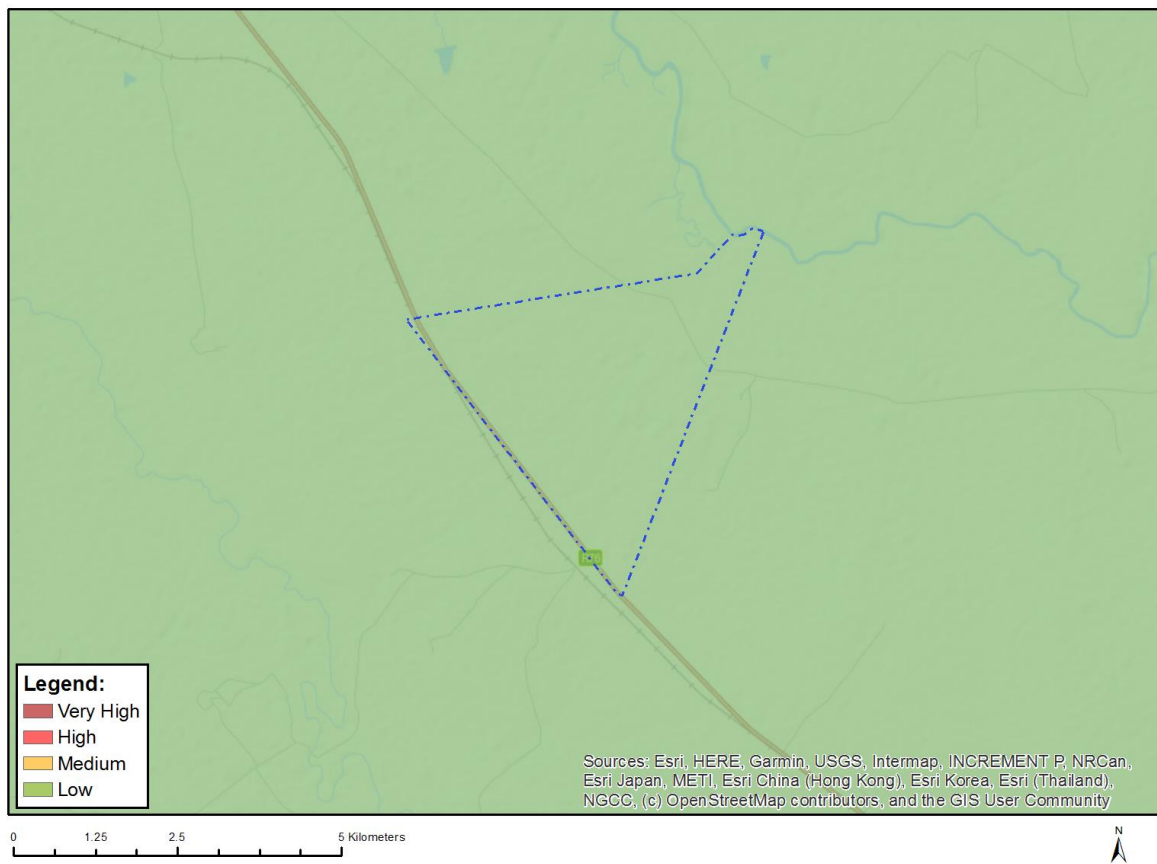 Legend:
Very High
High
Medium
Low
Sources: Esri, HERE, Garmin, USGS, Intermap, INCREMENT P, NRCan,
Esri Japan, METI, Esri China (Hong Kong), Esri Korea, Esri (Thailand),
NGCC, (c) OpenStreetMap contributors, and the GIS User Community
0 1.25 2.5 5 Kilometers
N